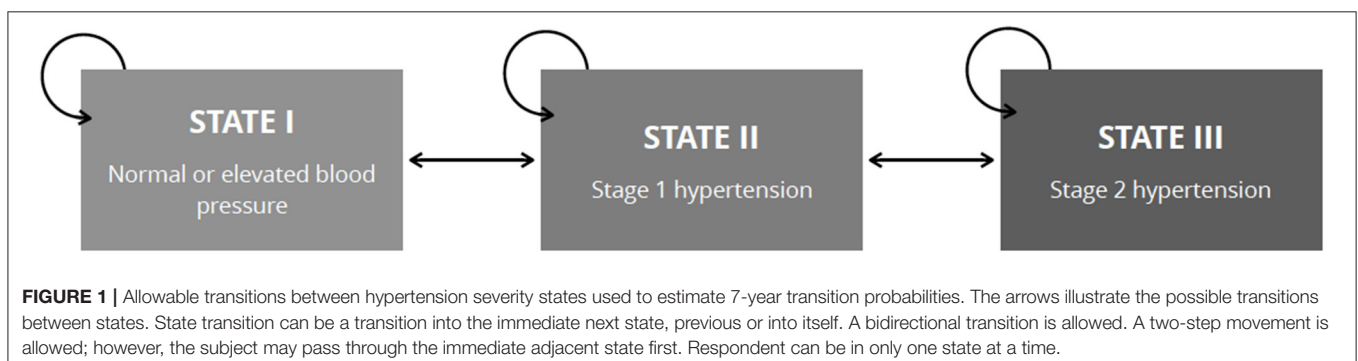 STATE I
Normal or elevated blood
pressure
STATE II
Stage 1 hypertension
STATE III
Stage 2 hypertension
FIGURE 1 | Allowable transitions between hypertension severity states used to estimate 7-year transition probabilities. The arrows illustrate the possible transitions
between states. State transition can be a transition into the immediate next state, previous or into itself. A bidirectional transition is allowed. A two-step movement is
allowed; however, the subject may pass through the immediate adjacent state first. Respondent can be in only one state at a time.